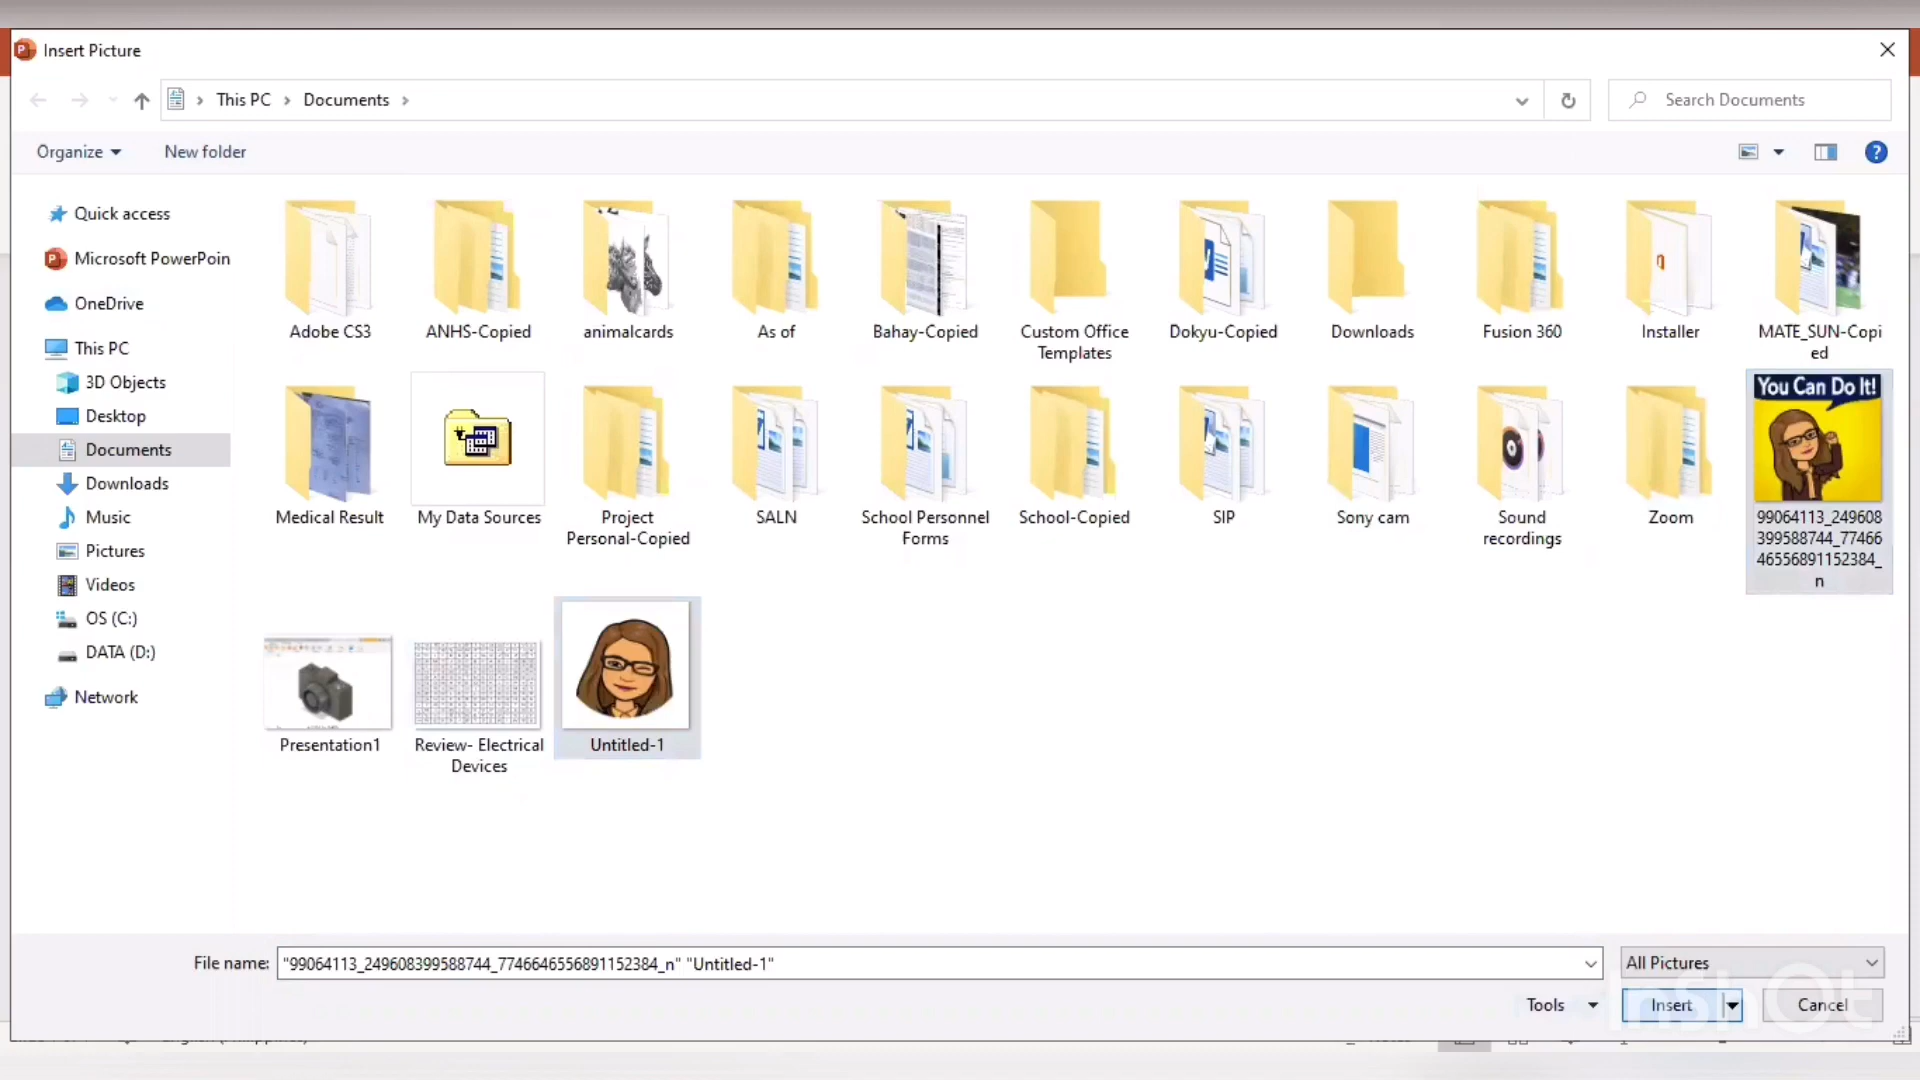 Insert Picture
This PC > Documents >
Search Documents
Organize
New folder
Quick access
Microsoft PowerPoin
OneDrive
This PC
3D Objects
Desktop
Documents
Downloads
Music
Pictures
Videos
OS (C:)
DATA (D:)
Network
Adobe CS3
ANHS-Copied
animalcards
As of
Bahay-Copied
Custom Office
Templates
Dokyu-Copied
Downloads
Fusion 360
Installer
MATE_SUN-Copi
ed
You Can Do It!
Medical Result
My Data Sources
Project
Personal-Copied
SALN
School Personnel
Forms
School-Copied
SIP
Sony cam
Sound
recordings
Zoom
99064113_249608
399588744_77466
46556891152384_
n
Presentation1
Review- Electrical
Devices
Untitled-1
File name: "99064113_249608399588744_7746646556891152384_n" "Untitled-1"
All Pictures
Tools
Insert
Cancel
InShOt